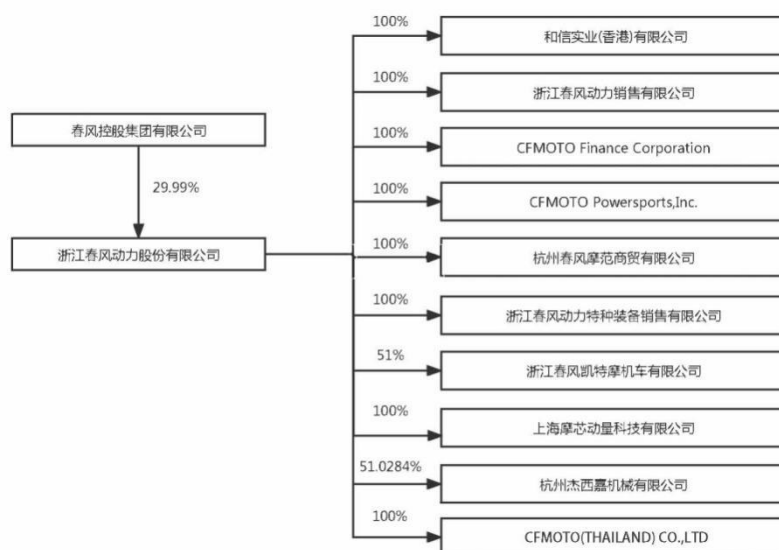 春风控股集团有限公司
29.99%
浙江春风动力股份有限公司
100%
和信实业(香港)有限公司
100%
浙江春风动力销售有限公司
100%
CFMOTO Finance Corporation
100%
CFMOTO Powersports,Inc.
100%
杭州春风摩范商贸有限公司
100%
浙江春风动力特种装备销售有限公司
51%
浙江春风凯特摩机车有限公司
100%
上海摩芯动量科技有限公司
51.0284%
杭州杰西嘉机械有限公司
100%
CFMOTO(THAILAND) CO.,LTD